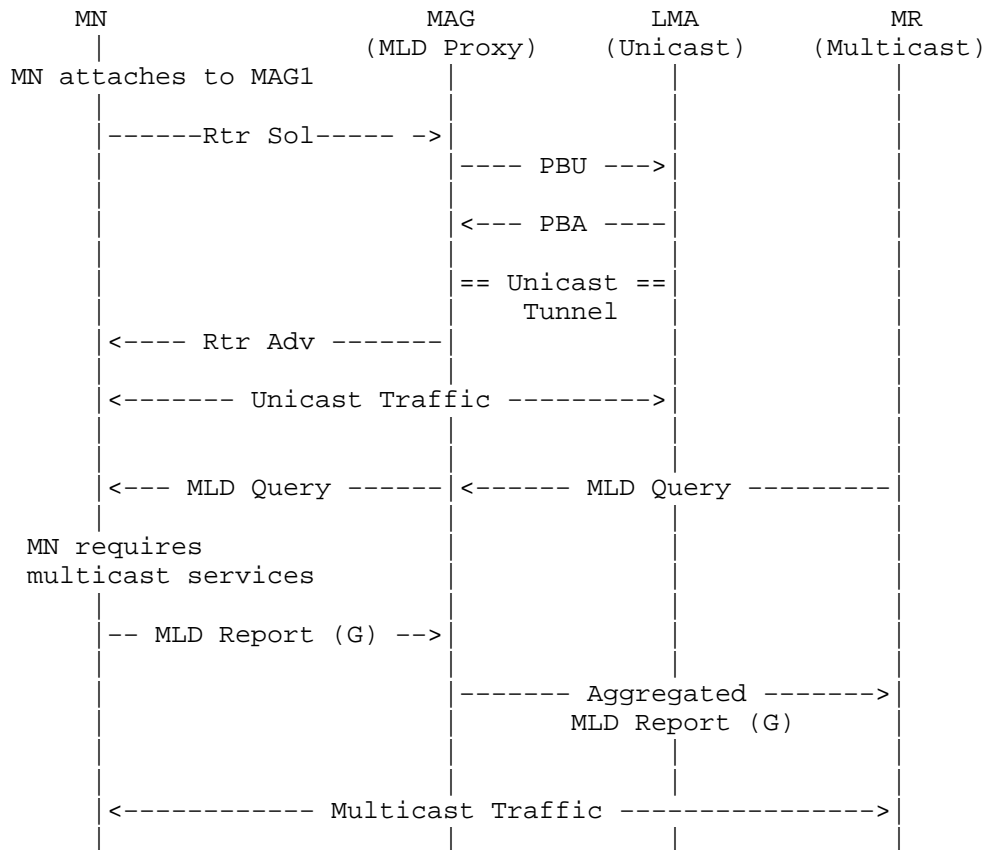 MN MAG LMA MR
(MLD Proxy) (Unicast) (Multicast)
MN attaches to MAG1
------Rtr Sol----- ->
---- PBU --->
<--- PBA ----
== Unicast ==
Tunnel
<---- Rtr Adv -------
<------- Unicast Traffic --------->
<--- MLD Query ------ <------ MLD Query ---------
MN requires
multicast services
-- MLD Report (G) -->
------- Aggregated ------->
MLD Report (G)
<------------ Multicast Traffic --------------->